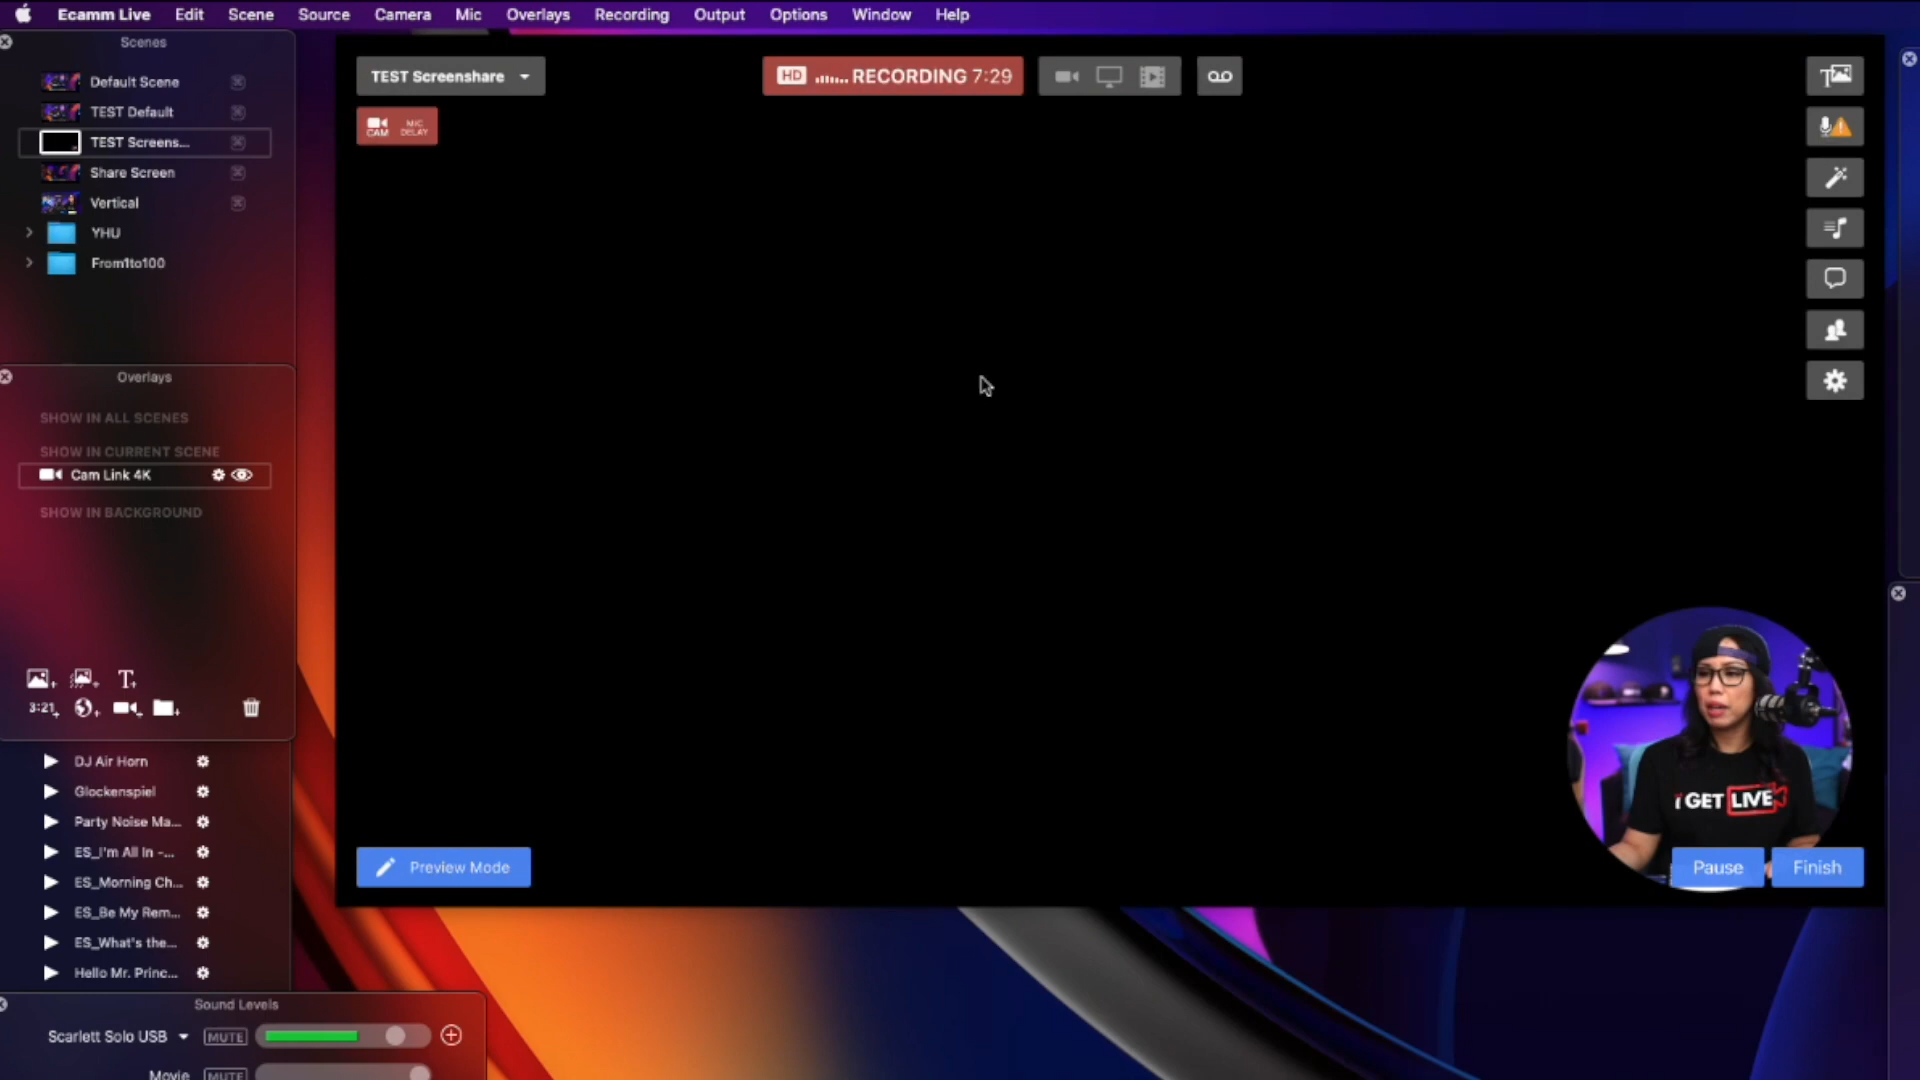 Ecamm Live Edit Scene Source Camera Mic Overlays Recording Output Options Window Help
Scenes
Default Scene
TEST Default
TEST Screens...
Share Screen
Vertical
YHU
From1to100
TEST Screenshare
HD RECORDING 7:29
CAM
MIC
DELAY
Overlays
SHOW IN ALL SCENES
SHOW IN CURRENT SCENE
Cam Link 4K
SHOW IN BACKGROUND
3:21
DJ Air Horn
Glockenspiel
Party Noise Ma...
ES_I'm All In -...
ES_Morning Ch...
ES_Be My Rem...
ES_What's the...
Hello Mr. Princ...
Sound Levels
Scarlett Solo USB MUTE
Movie MUTE
Preview Mode
i GET LIVE
Pause Finish